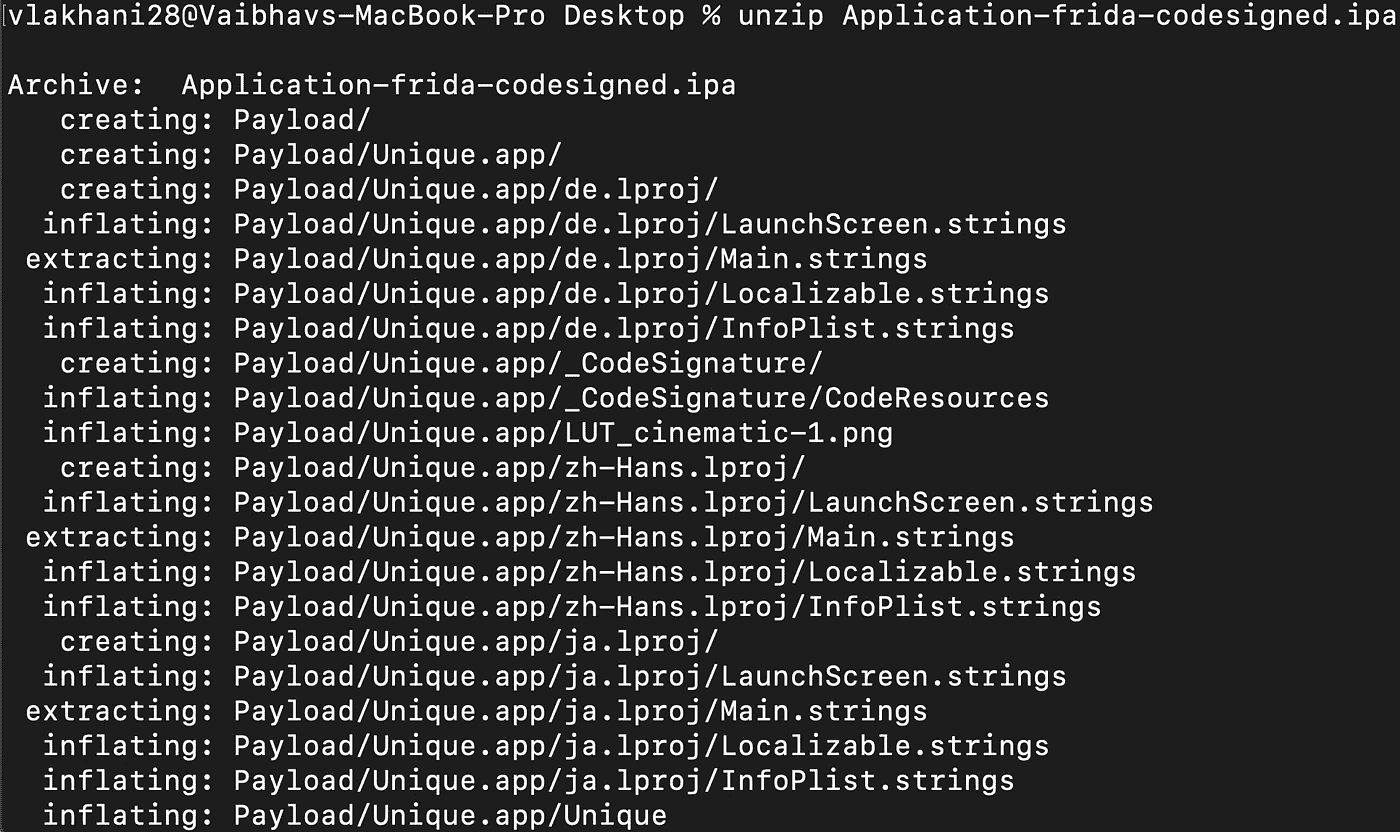 vlakhani28@Vaibhavs-MacBook-Pro Desktop % unzip Application-frida-codesigned.ipa
Archive:  Application-frida-codesigned.ipa
   creating: Payload/
   creating: Payload/Unique.app/
   creating: Payload/Unique.app/de.lproj/
  inflating: Payload/Unique.app/de.lproj/LaunchScreen.strings
 extracting: Payload/Unique.app/de.lproj/Main.strings
  inflating: Payload/Unique.app/de.lproj/Localizable.strings
  inflating: Payload/Unique.app/de.lproj/InfoPlist.strings
   creating: Payload/Unique.app/_CodeSignature/
  inflating: Payload/Unique.app/_CodeSignature/CodeResources
  inflating: Payload/Unique.app/LUT_cinematic-1.png
   creating: Payload/Unique.app/zh-Hans.lproj/
  inflating: Payload/Unique.app/zh-Hans.lproj/LaunchScreen.strings
 extracting: Payload/Unique.app/zh-Hans.lproj/Main.strings
  inflating: Payload/Unique.app/zh-Hans.lproj/Localizable.strings
  inflating: Payload/Unique.app/zh-Hans.lproj/InfoPlist.strings
   creating: Payload/Unique.app/ja.lproj/
  inflating: Payload/Unique.app/ja.lproj/LaunchScreen.strings
 extracting: Payload/Unique.app/ja.lproj/Main.strings
  inflating: Payload/Unique.app/ja.lproj/Localizable.strings
  inflating: Payload/Unique.app/ja.lproj/InfoPlist.strings
  inflating: Payload/Unique.app/Unique